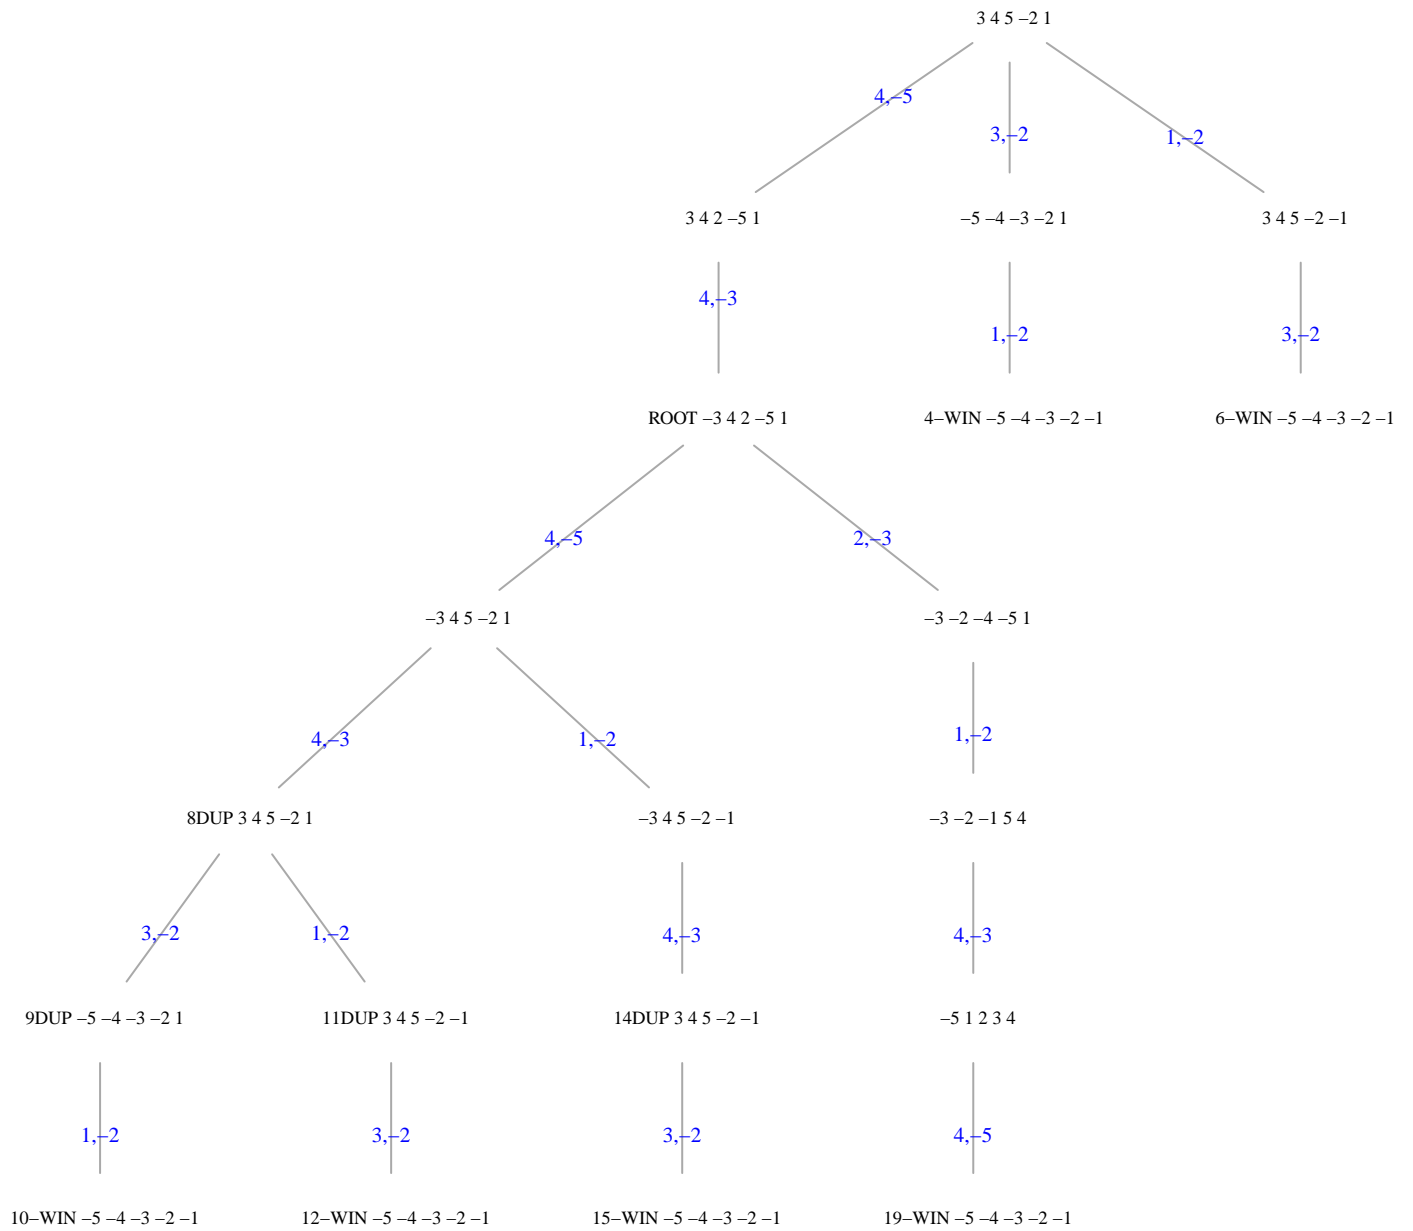 3 4 5 –2 1
4,–5
3,–2
1,–2
3 4 2 –5 1
–5 –4 –3 –2 1
3 4 5 –2 –1
4,–3
1,–2
3,–2
ROOT –3 4 2 –5 1
4–WIN –5 –4 –3 –2 –1
6–WIN –5 –4 –3 –2 –1
4,–5
2,–3
–3 4 5 –2 1
–3 –2 –4 –5 1
4,–3
1,–2
1,–2
8DUP 3 4 5 –2 1
–3 4 5 –2 –1
–3 –2 –1 5 4
3,–2
1,–2
4,–3
4,–3
9DUP –5 –4 –3 –2 1
11DUP 3 4 5 –2 –1
14DUP 3 4 5 –2 –1
–5 1 2 3 4
1,–2
3,–2
3,–2
4,–5
10–WIN –5 –4 –3 –2 –1
12–WIN –5 –4 –3 –2 –1
15–WIN –5 –4 –3 –2 –1
19–WIN –5 –4 –3 –2 –1